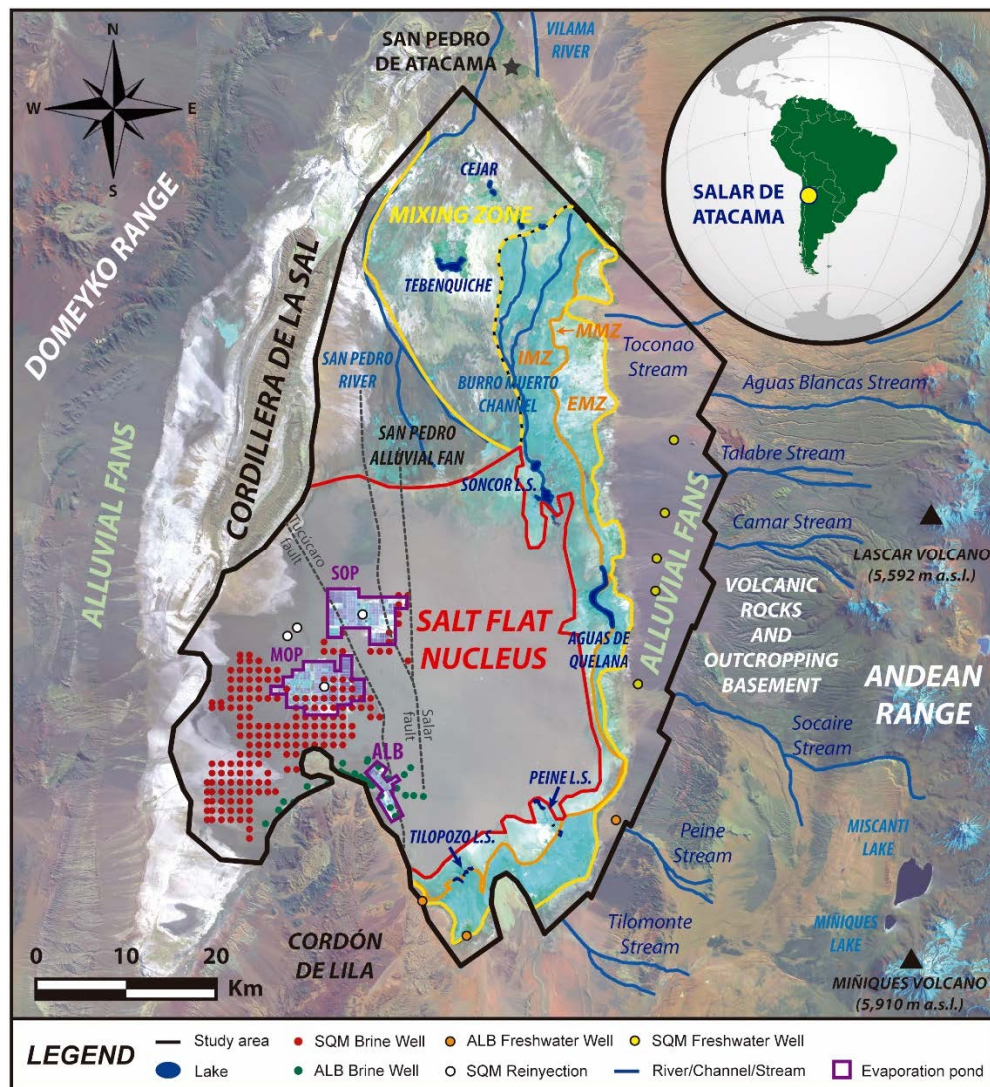 N
W
E
S
SAN PEDRO
DE ATACAMA
VILAMA
RIVER
SALAR DE
ATACAMA
DOMEYKO RANGE
CORDILLERA DE LA SAL
ALLUVIAL FANS
CEJAR
MIXING ZONE
TEBENQUICHE
MMZ
IMZ
EMZ
SAN PEDRO
RIVER
BURRO MUERTO
CHANNEL
Toconao
Stream
Aguas Blancas Stream
SAN PEDRO
ALLUVIAL FAN
SONCOR L.S.
Talabre Stream
Camar Stream
LASCAR VOLCANO
(5,592 m a.s.l.)
ALLUVIAL FANS
Tucúcaro
fault
SOP
MOP
SALT FLAT
NUCLEUS
AGUAS DE
QUELANA
VOLCANIC
ROCKS
AND
OUTCROPPING
BASEMENT
ANDEAN
RANGE
Salar
fault
ALB
Socaire
Stream
PEINE L.S.
TILOPOZO L.S.
Peine
Stream
MISCANTI
LAKE
Tilomonte
Stream
MIÑIQUES
LAKE
MIÑIQUES VOLCANO
(5,910 m a.s.l.)
CORDÓN
DE LILA
0 10 20
Km
LEGEND
Study area
SQM Brine Well
ALB Freshwater Well
SQM Freshwater Well
Lake
ALB Brine Well
SQM Reinyection
River/Channel/Stream
Evaporation pond